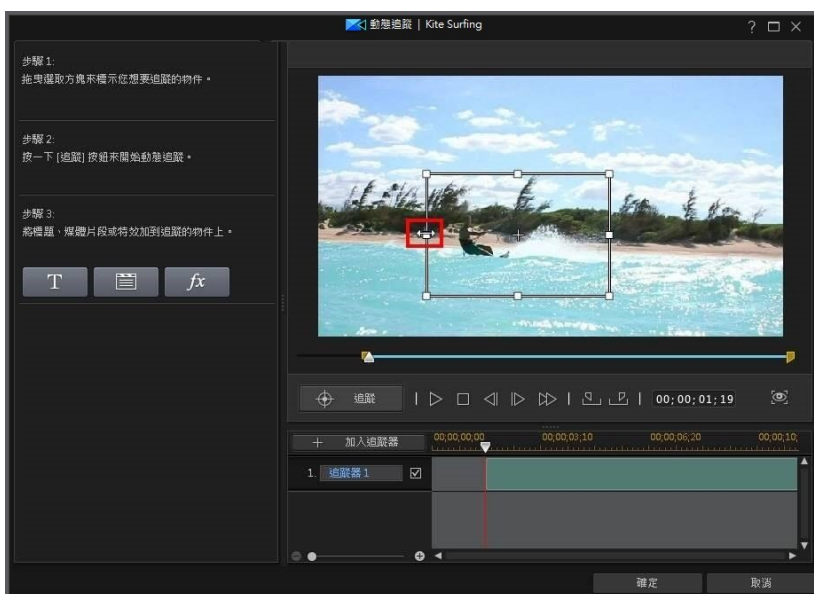 動態追蹤 | Kite Surfing
?
步驟 1:
拖曳選取方塊來標示您想要追蹤的物件。
步驟 2:
按一下 [追蹤] 按鈕來開始動態追蹤。
步驟 3:
將標題、媒體片段或特效加到追蹤的物件上。
T
fx
追蹤
00;00;01;19
加入追蹤器
00;00;00;00
00;00;03;10
00;00;06;20
00;00;10;
1. 追蹤器 1
確定
取消